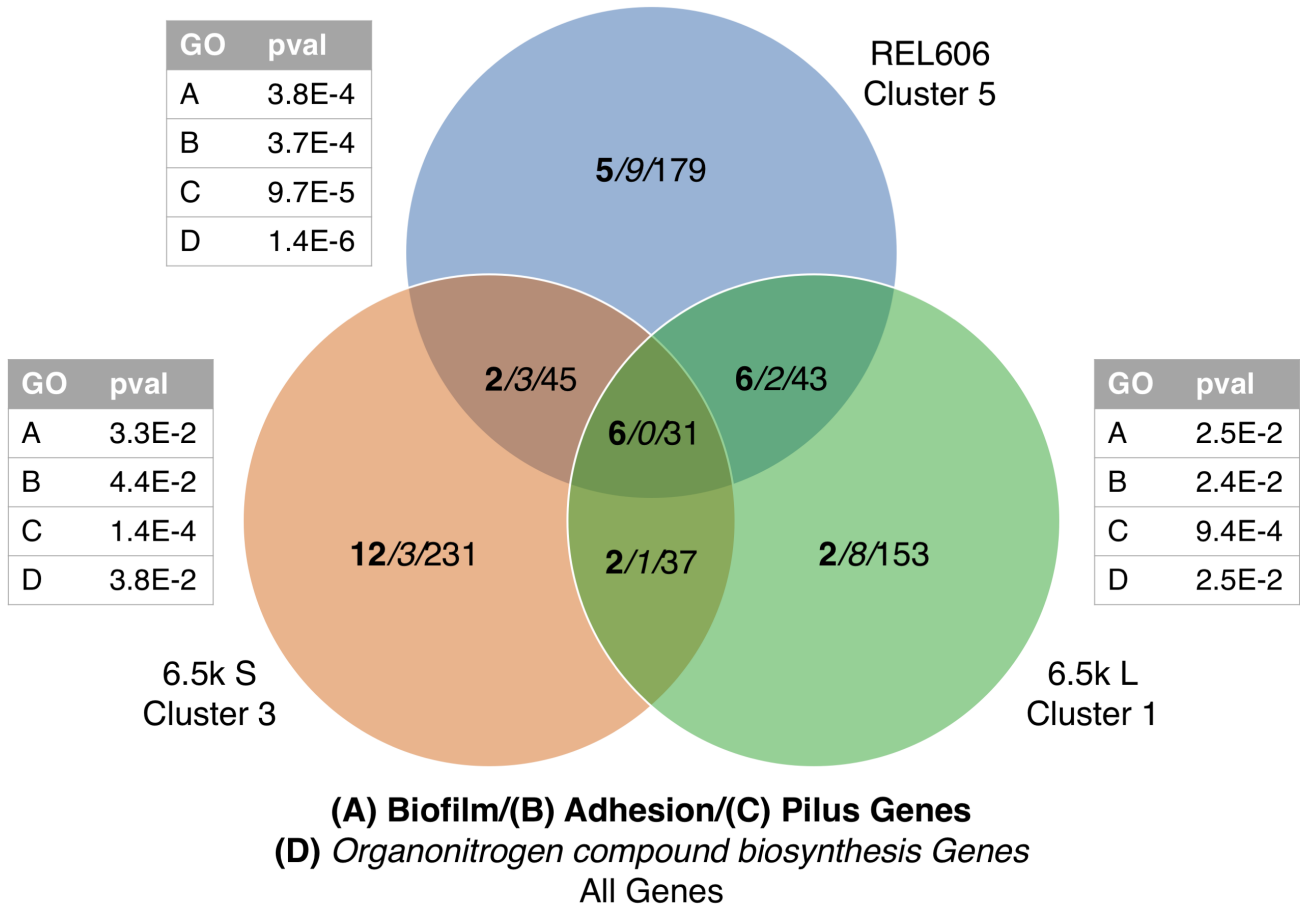 GO pval
A 3.8E-4
B 3.7E-4
C 9.7E-5
D 1.4E-6
REL606
Cluster 5
5/9/179
GO pval
A 3.3E-2
B 4.4E-2
C 1.4E-4
D 3.8E-2
2/3/45
6/2/43
6/0/31
12/3/231
2/1/37
2/8/153
GO pval
A 2.5E-2
B 2.4E-2
C 9.4E-4
D 2.5E-2
6.5k S
Cluster 3
6.5k L
Cluster 1
(A) Biofilm/(B) Adhesion/(C) Pilus Genes
(D) Organonitrogen compound biosynthesis Genes
All Genes